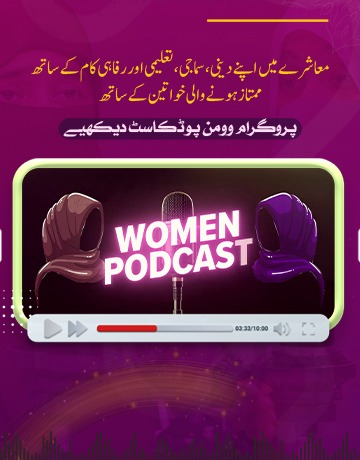 معاشرے میں اپنے دینی، سماجی، تعلیمی اور رفاہی کام کے ساتھ
ممتاز ہونے والی خواتین کے ساتھ
پروگرام وومن پوڈکاسٹ دیکھیے
WOMEN
PODCAST
03:33/10:00